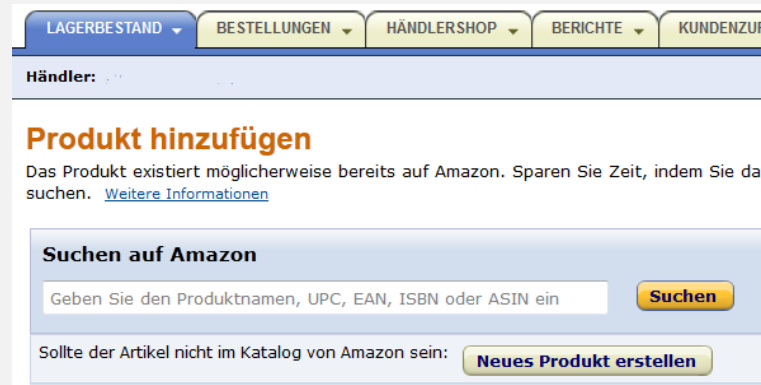 LAGERBESTAND BESTELLUNGEN HÄNDLERSHOP BERICHTE
Händler:
Produkt hinzufügen
Das Produkt existiert möglicherweise bereits auf Amazon. Sparen Sie Zeit, indem Sie da
suchen. Weitere Informationen
Suchen auf Amazon
Geben Sie den Produktnamen, UPC, EAN, ISBN oder ASIN ein Suchen
Sollte der Artikel nicht im Katalog von Amazon sein: Neues Produkt erstellen